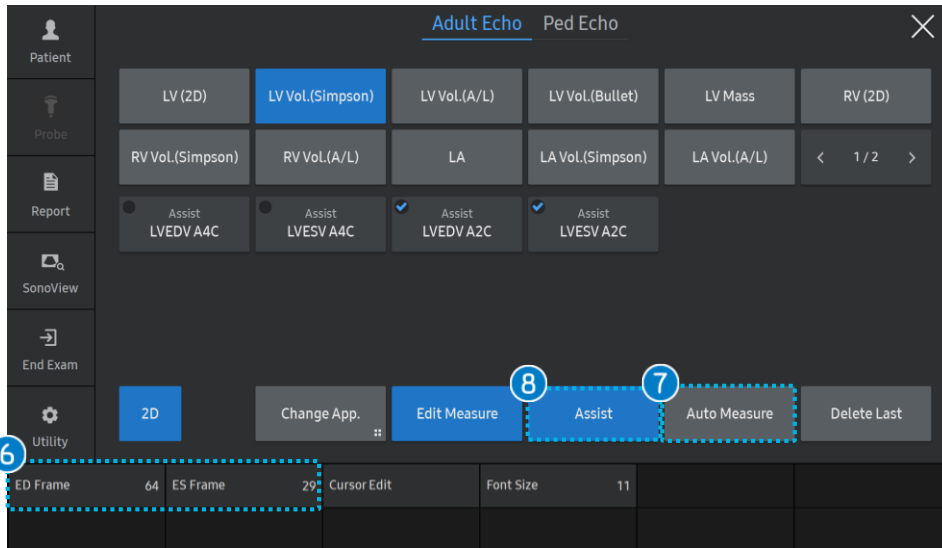 Adult Echo Ped Echo
Patient
Probe
Report
SonoView
End Exam
Utility
LV (2D) LV Vol.(Simpson) LV Vol.(A/L) LV Vol.(Bullet) LV Mass RV (2D)
RV Vol.(Simpson) RV Vol.(A/L) LA LA Vol.(Simpson) LA Vol.(A/L) < 1/2 >
Assist Assist Assist Assist
LVEDV A4C LVESV A4C LVEDV A2C LVESV A2C
8 7
2D Change App. Edit Measure Assist Auto Measure Delete Last
6
ED Frame 64 ES Frame 29 Cursor Edit Font Size 11